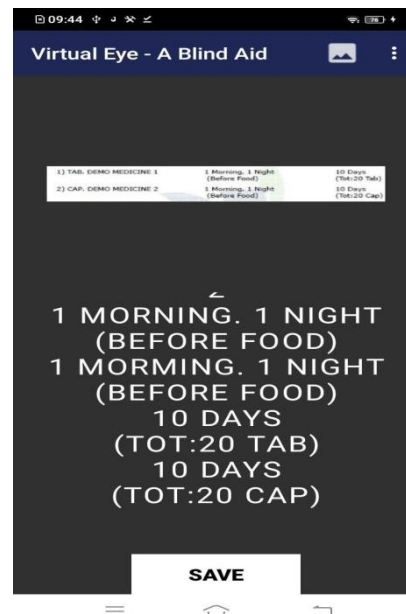 09:44
76
Virtual Eye - A Blind Aid
1) TAB. DEMO MEDICINE 1 1 Morning, 1 Night 10 Days
(Before Food) (Tot:20 Tab)
2) CAP. DEMO MEDICINE 2 1 Morning, 1 Night 10 Days
(Before Food) (Tot:20 Cap)
1 MORNING. 1 NIGHT
(BEFORE FOOD)
1 MORMING. 1 NIGHT
(BEFORE FOOD)
10 DAYS
(TOT:20 TAB)
10 DAYS
(TOT:20 CAP)
SAVE